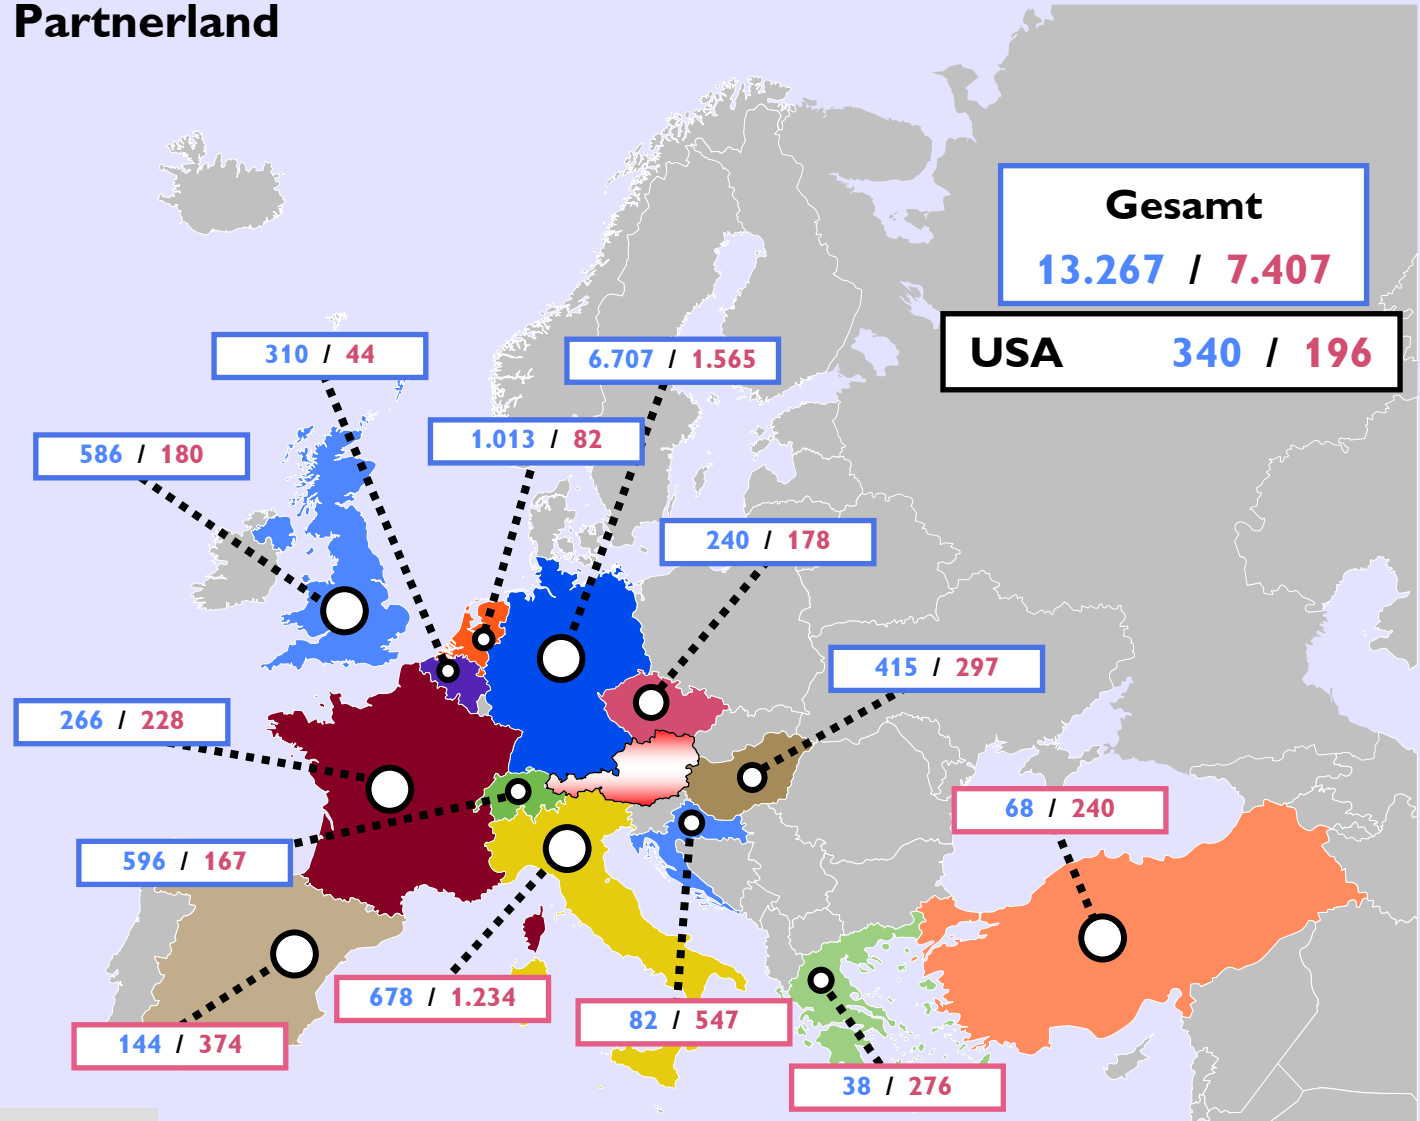 Partnerland
Gesamt
13.267 / 7.407
USA 340 / 196
310 / 44
6.707 / 1.565
1.013 / 82
586 / 180
240 / 178
415 / 297
266 / 228
68 / 240
596 / 167
678 / 1.234
82 / 547
144 / 374
38 / 276